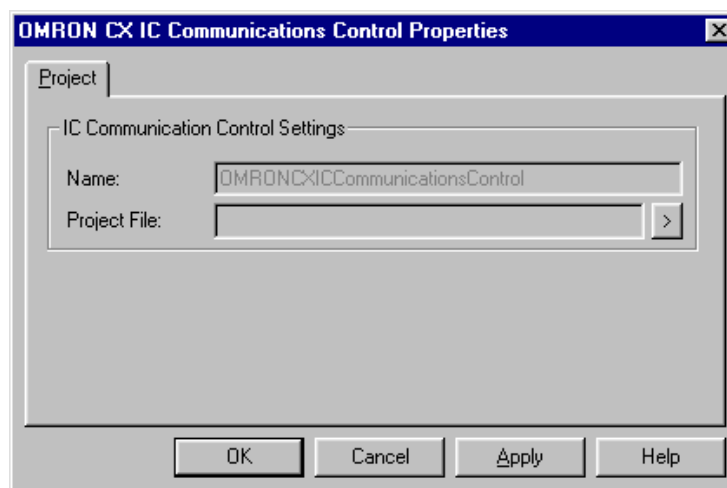 OMRON CX IC Communications Control Properties
Project
IC Communication Control Settings
Name: OMRONCXICCommunicationsControl
Project File: >
OK Cancel Apply Help